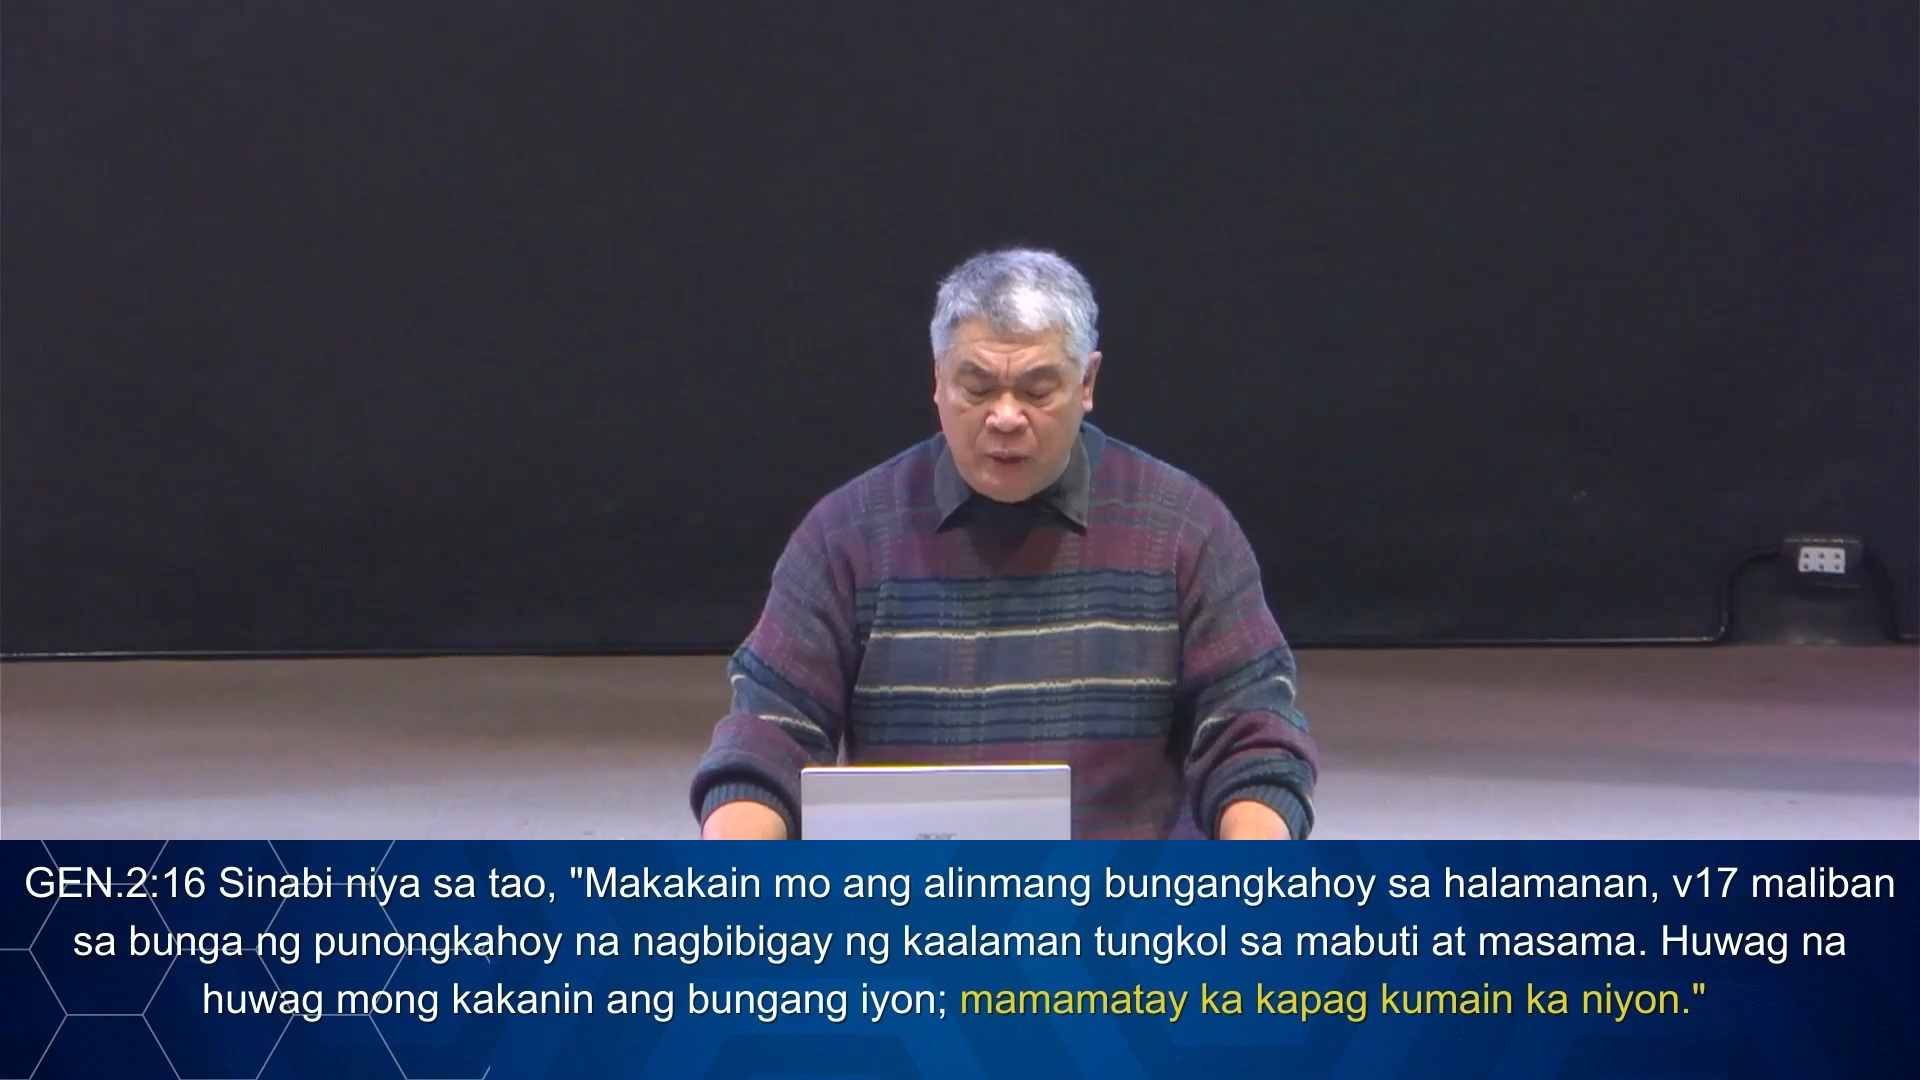 GEN.2:16 Sinabi niya sa tao, "Makakain mo ang alinmang bungangkahoy sa halamanan, v17 maliban
sa bunga ng punongkahoy na nagbibigay ng kaalaman tungkol sa mabuti at masama. Huwag na
huwag mong kakanin ang bungang iyon; mamamatay ka kapag kumain ka niyon."